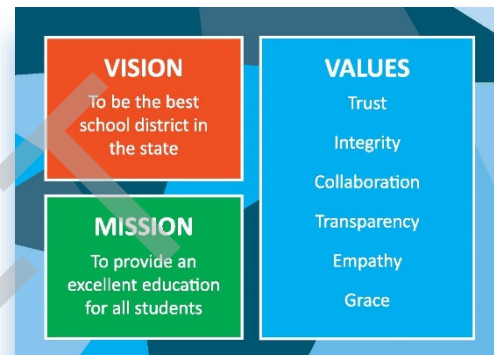 VISION
To be the best
school district in
the state
MISSION
To provide an
excellent education
for all students
VALUES
Trust
Integrity
Collaboration
Transparency
Empathy
Grace